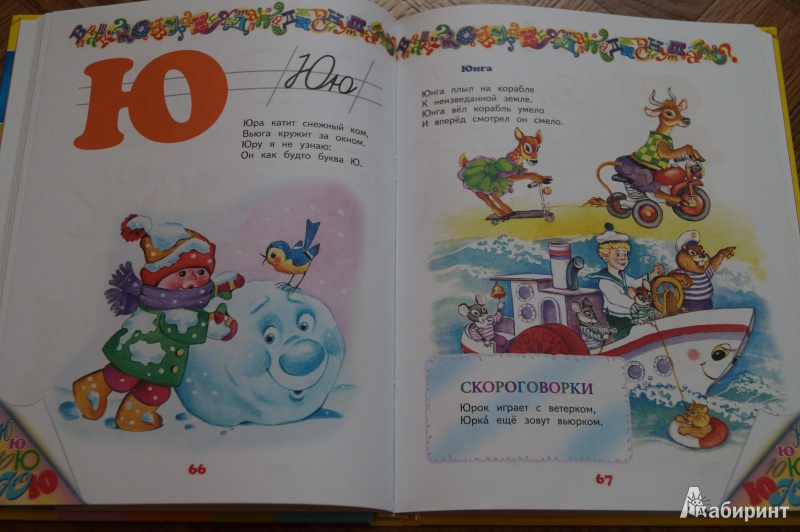 Ю
Юю
Юра катит снежный ком,
Вьюга кружит за окном.
Юру я не узнаю:
Он как будто буква Ю.
66
Юнга
Юнга плыл на корабле
К неизведанной земле.
Юнга вёл корабль умело
И вперёд смотрел он смело.
СКОРОГОВОРКИ
Юрок играет с ветерком,
Юрка́ ещё зовут вьюрком.
67
Лабиринт